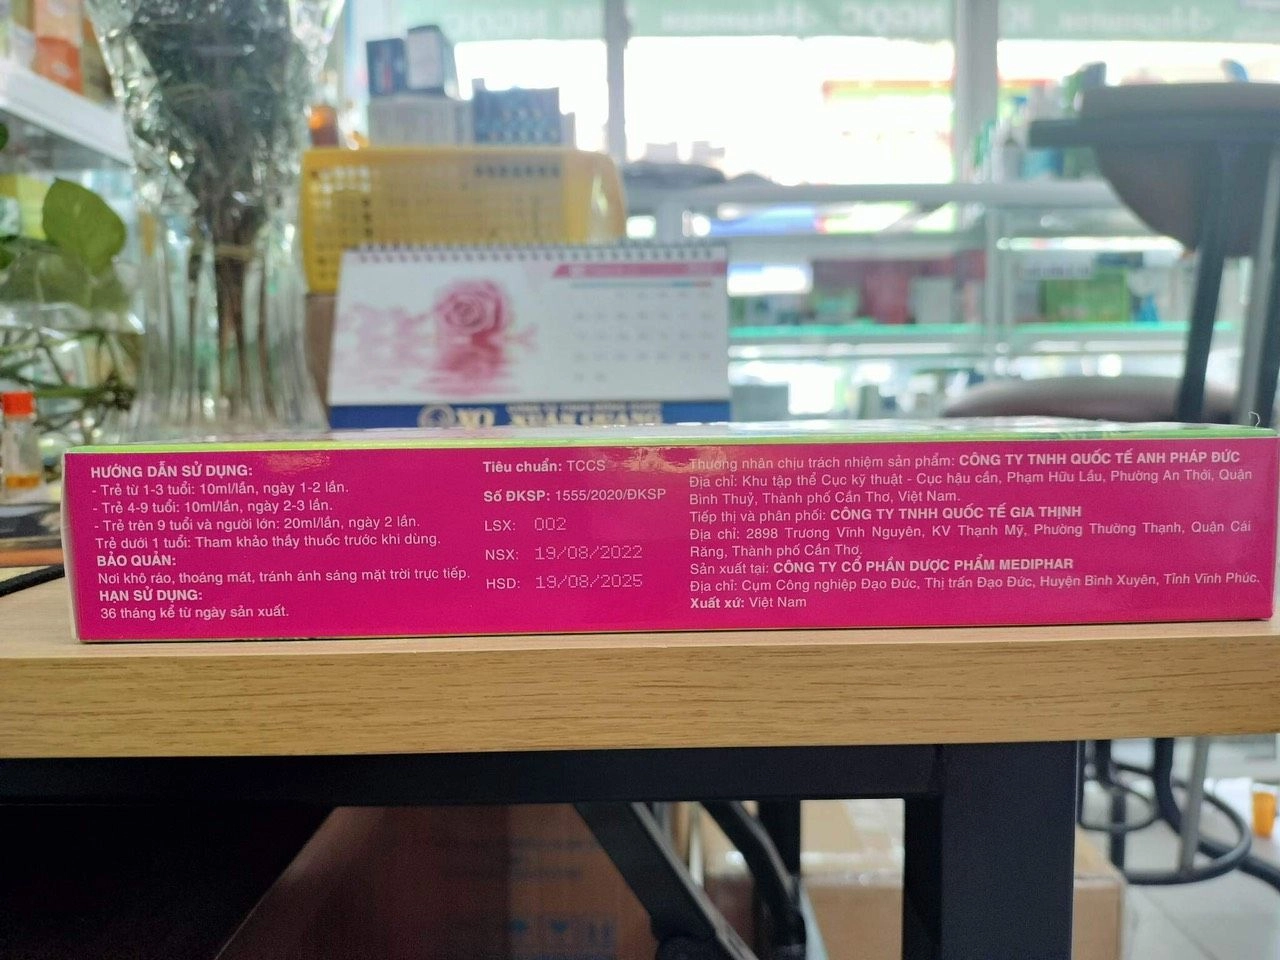 HƯỚNG DẪN SỬ DỤNG:
- Trẻ từ 1-3 tuổi: 10ml/lần, ngày 1-2 lần.
- Trẻ 4-9 tuổi: 10ml/lần, ngày 2-3 lần.
- Trẻ trên 9 tuổi và người lớn: 20ml/lần, ngày 2 lần.
Trẻ dưới 1 tuổi: Tham khảo thầy thuốc trước khi dùng.
BẢO QUẢN:
Nơi khô ráo, thoáng mát, tránh ánh sáng mặt trời trực tiếp.
HẠN SỬ DỤNG:
36 tháng kể từ ngày sản xuất.
Tiêu chuẩn: TCCS
Số ĐKSP: 1555/2020/ĐKSP
LSX: 002
NSX: 19/08/2022
HSD: 19/08/2025
Thương nhân chịu trách nhiệm sản phẩm: CÔNG TY TNHH QUỐC TẾ ANH PHÁP ĐỨC
Địa chỉ: Khu tập thể Cục kỹ thuật - Cục hậu cần, Phạm Hữu Lầu, Phường An Thới, Quận
Bình Thuỷ, Thành phố Cần Thơ, Việt Nam.
Tiếp thị và phân phối: CÔNG TY TNHH QUỐC TẾ GIA THỊNH
Địa chỉ: 2898 Trương Vĩnh Nguyên, KV Thạnh Mỹ, Phường Thường Thạnh, Quận Cái
Răng, Thành phố Cần Thơ.
Sản xuất tại: CÔNG TY CỔ PHẦN DƯỢC PHẨM MEDIPHAR
Địa chỉ: Cụm Công nghiệp Đạo Đức, Thị trấn Đạo Đức, Huyện Bình Xuyên, Tỉnh Vĩnh Phúc.
Xuất xứ: Việt Nam